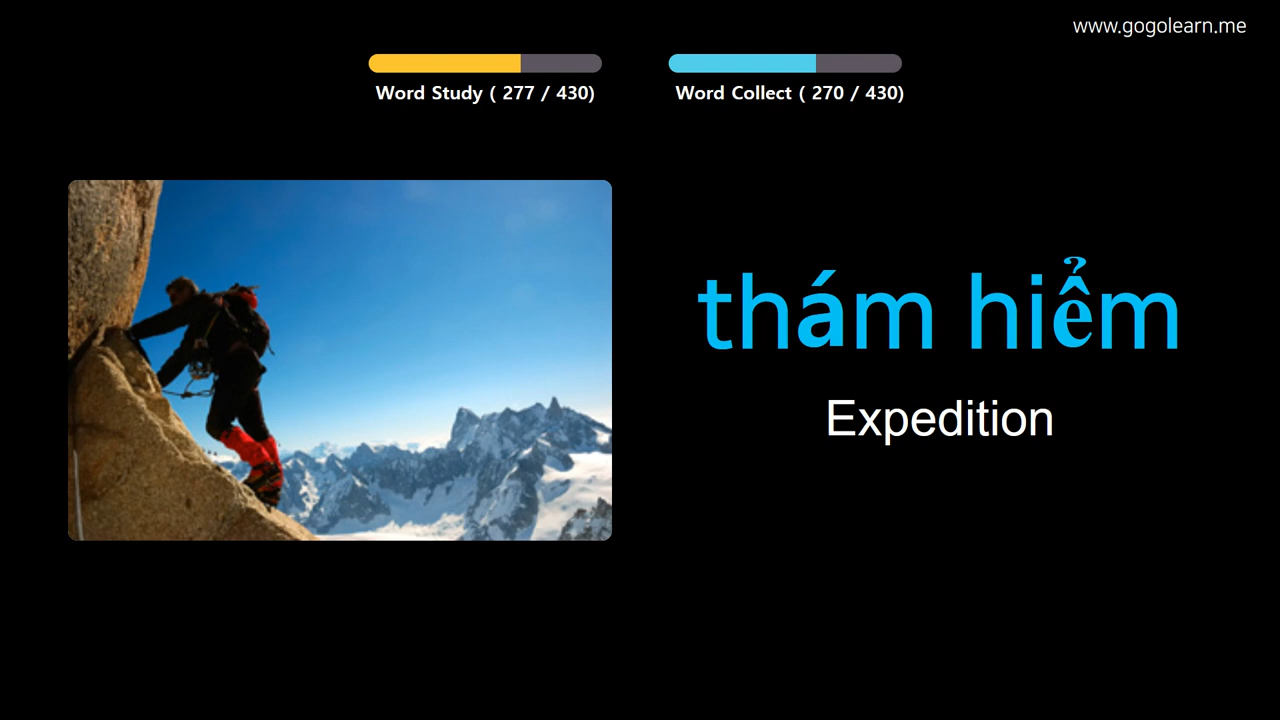 www.gogolearn.me
Word Study ( 277 / 430)
Word Collect ( 270 / 430)
thám hiểm
Expedition